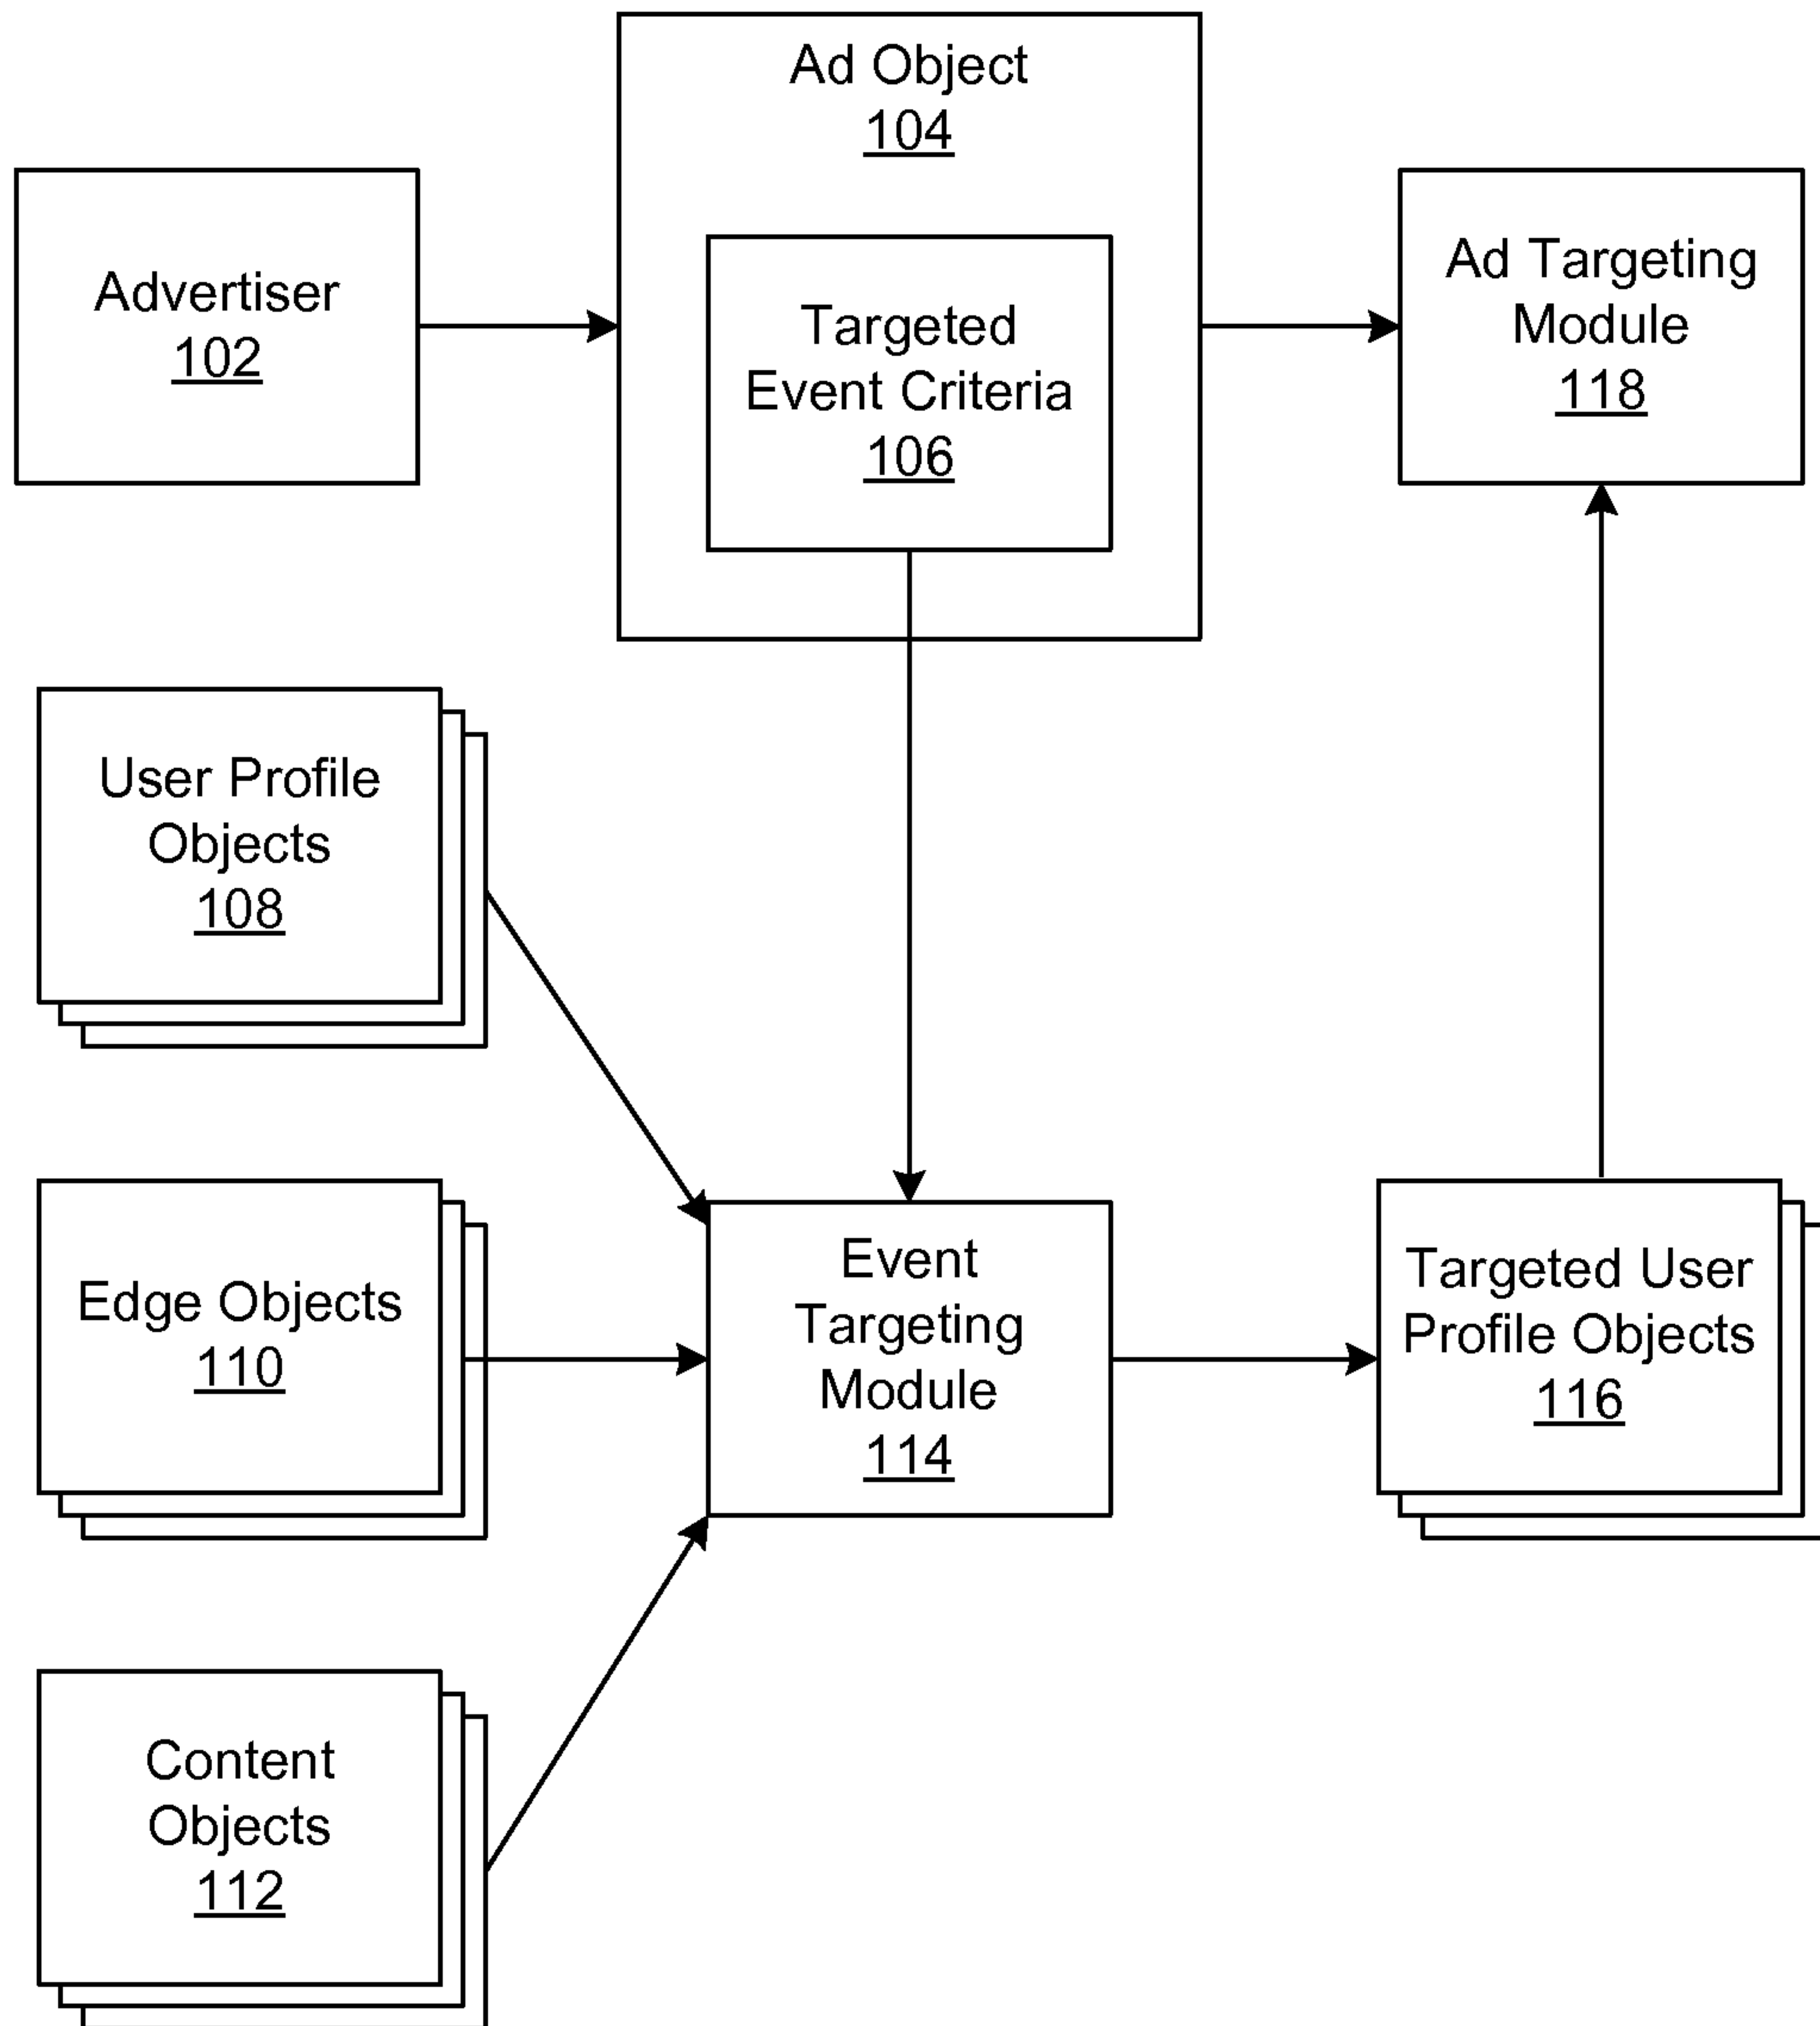 Ad Object
104
Advertiser
102
Targeted
Event Criteria
106
Ad Targeting
Module
118
User Profile
Objects
108
Edge Objects
110
Event
Targeting
Module
114
Targeted User
Profile Objects
116
Content
Objects
112